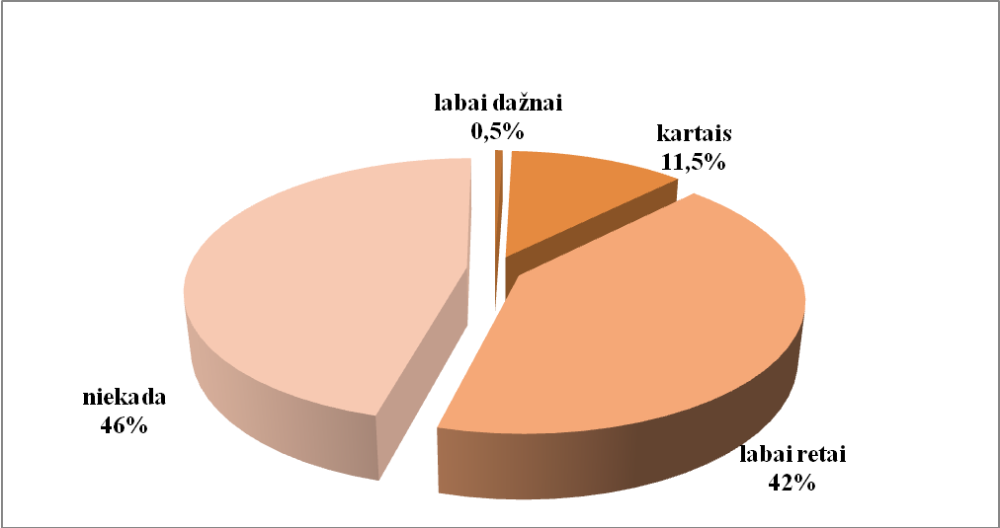 labai dažnai
0,5%
kartais
11,5%
labai retai
42%
niekada
46%